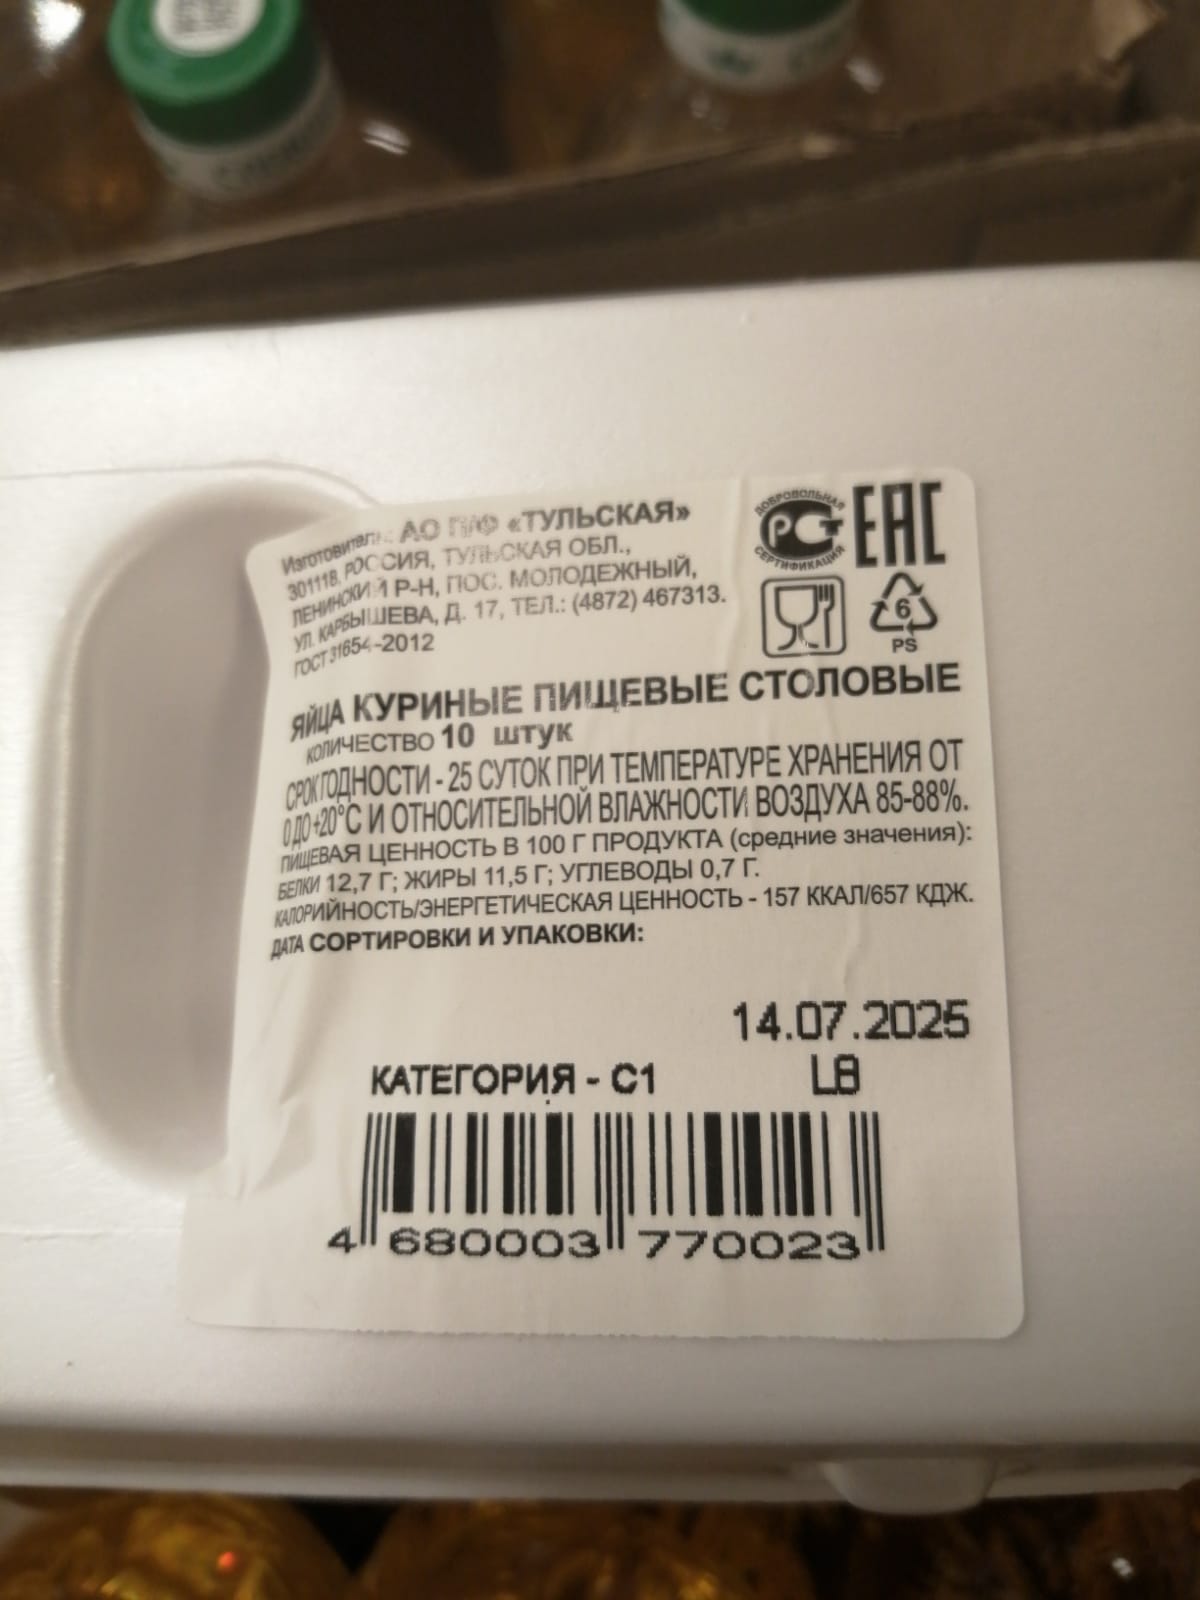 Изготовитель: АО П/Ф «ТУЛЬСКАЯ»
301118, РОССИЯ, ТУЛЬСКАЯ ОБЛ.,
ЛЕНИНСКИЙ Р-Н, ПОС. МОЛОДЕЖНЫЙ,
УЛ. КАРБЫШЕВА, Д. 17, ТЕЛ.: (4872) 467313.
ГОСТ 31654-2012
ДОБРОВОЛЬНАЯ
РСТ
СЕРТИФИКАЦИЯ
ЕАС
6
PS
ЯЙЦА КУРИНЫЕ ПИЩЕВЫЕ СТОЛОВЫЕ
КОЛИЧЕСТВО 10 штук
СРОК ГОДНОСТИ - 25 СУТОК ПРИ ТЕМПЕРАТУРЕ ХРАНЕНИЯ ОТ
0 ДО +20°С И ОТНОСИТЕЛЬНОЙ ВЛАЖНОСТИ ВОЗДУХА 85-88%.
ПИЩЕВАЯ ЦЕННОСТЬ В 100 Г ПРОДУКТА (средние значения):
БЕЛКИ 12,7 Г; ЖИРЫ 11,5 Г; УГЛЕВОДЫ 0,7 Г.
КАЛОРИЙНОСТЬ/ЭНЕРГЕТИЧЕСКАЯ ЦЕННОСТЬ - 157 ККАЛ/657 КДЖ.
ДАТА СОРТИРОВКИ И УПАКОВКИ:
14.07.2025
КАТЕГОРИЯ - С1 L8
4 680003 770023